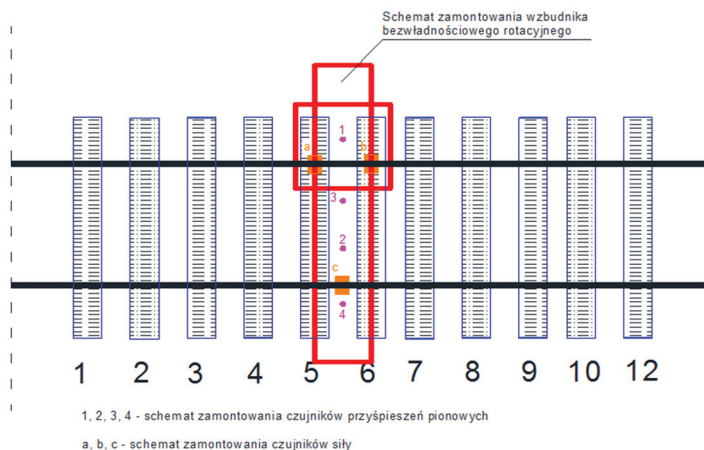 Schemat zamontowania wzbudnika
bezwładnościowego rotacyjnego
1
a
b
3
2
c
4
1 2 3 4 5 6 7 8 9 10 12
1, 2, 3, 4 - schemat zamontowania czujników przyśpieszeń pionowych
a, b, c - schemat zamontowania czujników siły